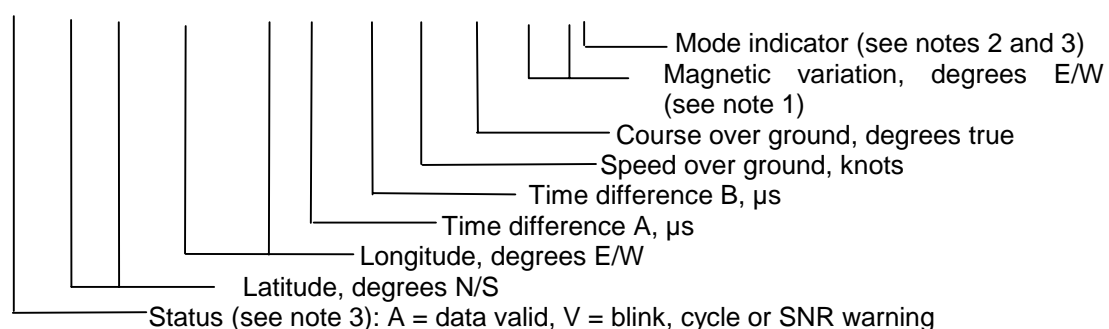 Mode indicator (see notes 2 and 3)
Magnetic variation, degrees E/W
(see note 1)
Course over ground, degrees true
Speed over ground, knots
Time difference B, µs
Time difference A, µs
Longitude, degrees E/W
Latitude, degrees N/S
Status (see note 3): A = data valid, V = blink, cycle or SNR warning